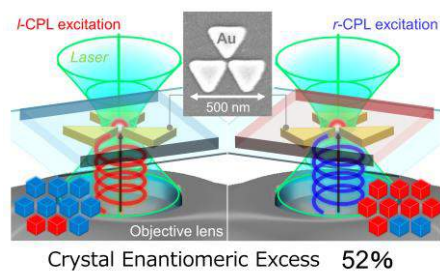 l-CPL excitation
r-CPL excitation
Laser
Au
500 nm
Objective lens
Crystal Enantiomeric Excess 52%